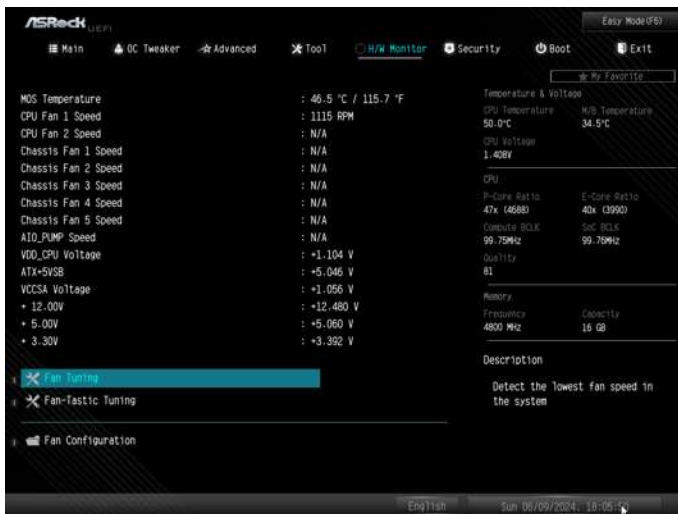 ASRock UEFI
Easy Mode(F6)
Main OC Tweaker Advanced Tool H/W Monitor Security Boot Exit
My Favorite
MOS Temperature : 46.5 °C / 115.7 °F
CPU Fan 1 Speed : 1115 RPM
CPU Fan 2 Speed : N/A
Chassis Fan 1 Speed : N/A
Chassis Fan 2 Speed : N/A
Chassis Fan 3 Speed : N/A
Chassis Fan 4 Speed : N/A
Chassis Fan 5 Speed : N/A
AIO_PUMP Speed : N/A
VDD_CPU Voltage : +1.104 V
ATX+5VSB : +5.046 V
VCCSA Voltage : +1.056 V
+ 12.00V : +12.480 V
+ 5.00V : +5.060 V
+ 3.30V : +3.392 V
Fan Tuning
Fan-Tastic Tuning
Fan Configuration
Temperature & Voltage
CPU Temperature M/B Temperature
50.0°C 34.5°C
CPU Voltage
1.408V
CPU
P-Core Ratio E-Core Ratio
47x (4688) 40x (3990)
Compute BCLK SoC BCLK
99.75MHz 99.76MHz
Quality
81
Memory
Frequency Capacity
4800 MHz 16 GB
Description
Detect the lowest fan speed in
the system
English Sun 06/09/2024, 18:05: